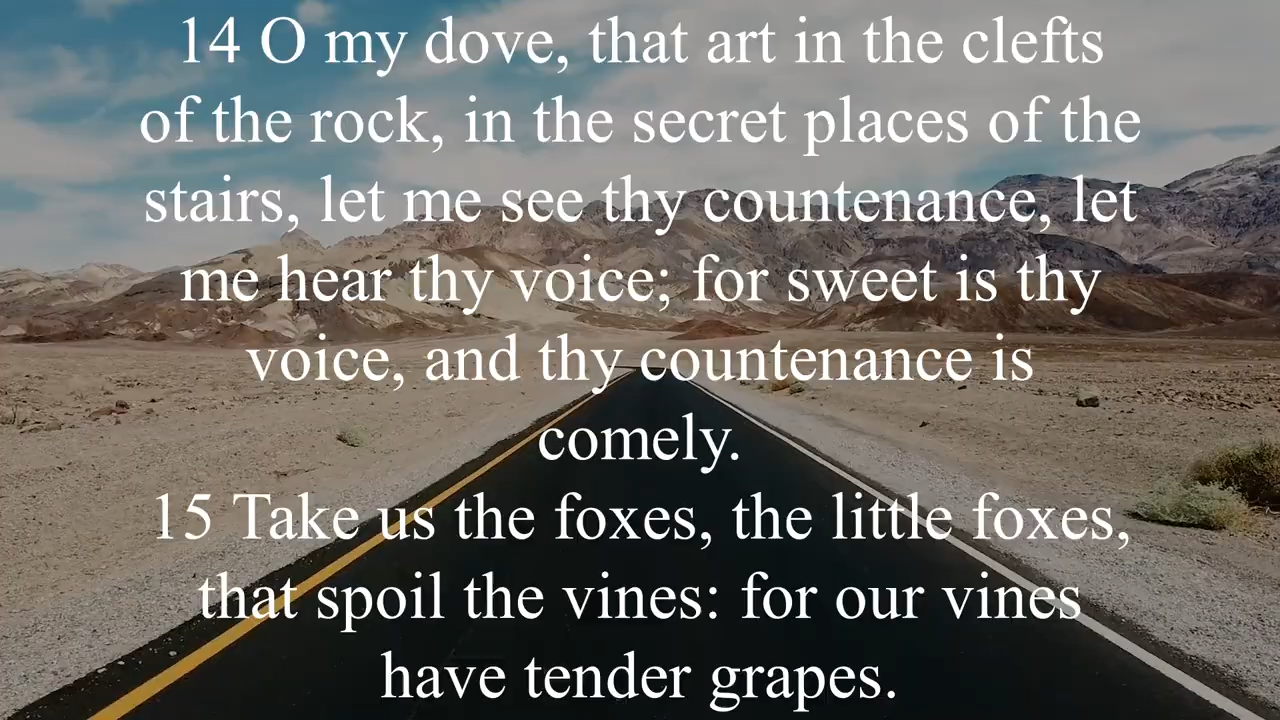 14 O my dove, that art in the clefts
of the rock, in the secret places of the
stairs, let me see thy countenance, let
me hear thy voice; for sweet is thy
voice, and thy countenance is
comely.
15 Take us the foxes, the little foxes,
that spoil the vines: for our vines
have tender grapes.